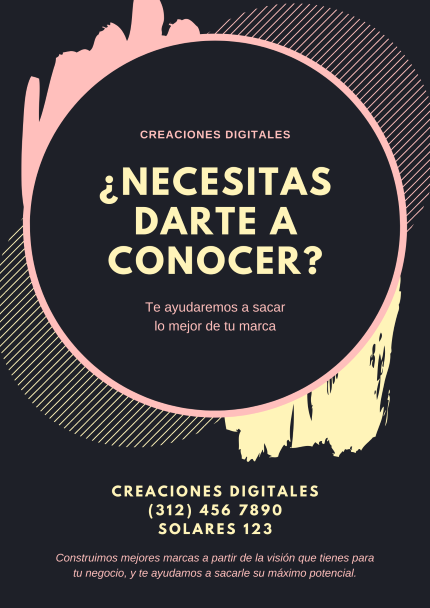 CREACIONES DIGITALES
¿NECESITAS
DARTE A
CONOCER?
Te ayudaremos a sacar
lo mejor de tu marca
CREACIONES DIGITALES
(312) 456 7890
SOLARES 123
Construimos mejores marcas a partir de la visión que tienes para
tu negocio, y te ayudamos a sacarle su máximo potencial.